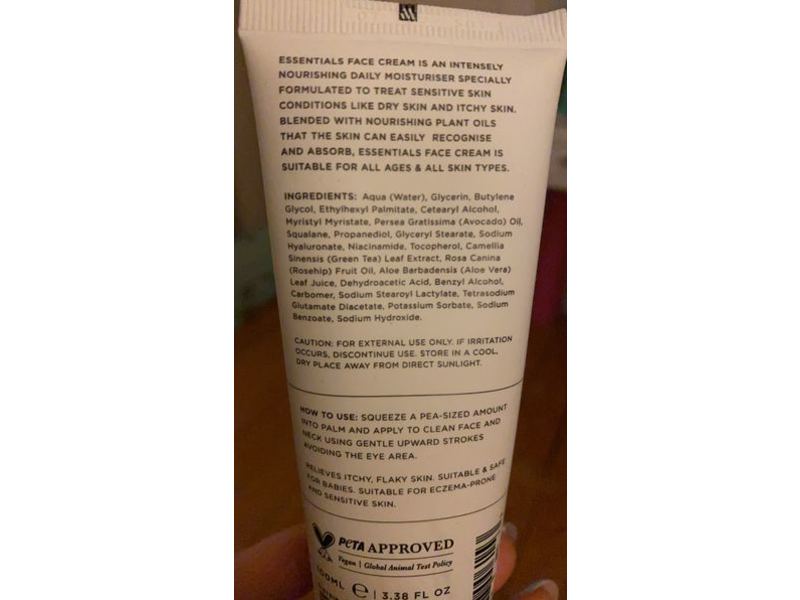 ESSENTIALS FACE CREAM IS AN INTENSELY
NOURISHING DAILY MOISTURISER SPECIALLY
FORMULATED TO TREAT SENSITIVE SKIN
CONDITIONS LIKE DRY SKIN AND ITCHY SKIN.
BLENDED WITH NOURISHING PLANT OILS
THAT THE SKIN CAN EASILY RECOGNISE
AND ABSORB, ESSENTIALS FACE CREAM IS
SUITABLE FOR ALL AGES & ALL SKIN TYPES.
INGREDIENTS: Aqua (Water), Glycerin, Butylene
Glycol, Ethylhexyl Palmitate, Cetearyl Alcohol,
Myristyl Myristate, Persea Gratissima (Avocado) Oil,
Squalane, Propanediol, Glyceryl Stearate, Sodium
Hyaluronate, Niacinamide, Tocopherol, Camellia
Sinensis (Green Tea) Leaf Extract, Rosa Canina
(Rosehip) Fruit Oil, Aloe Barbadensis (Aloe Vera)
Leaf Juice, Dehydroacetic Acid, Benzyl Alcohol,
Carbomer, Sodium Stearoyl Lactylate, Tetrasodium
Glutamate Diacetate, Potassium Sorbate, Sodium
Benzoate, Sodium Hydroxide.
CAUTION: FOR EXTERNAL USE ONLY. IF IRRITATION
OCCURS, DISCONTINUE USE. STORE IN A COOL,
DRY PLACE AWAY FROM DIRECT SUNLIGHT.
HOW TO USE: SQUEEZE A PEA-SIZED AMOUNT
INTO PALM AND APPLY TO CLEAN FACE AND
NECK USING GENTLE UPWARD STROKES
AVOIDING THE EYE AREA.
RELIEVES ITCHY, FLAKY SKIN. SUITABLE & SAFE
FOR BABIES. SUITABLE FOR ECZEMA-PRONE
AND SENSITIVE SKIN.
PETA APPROVED
Vegan | Global Animal Test Policy
100ML e | 3.38 FL OZ